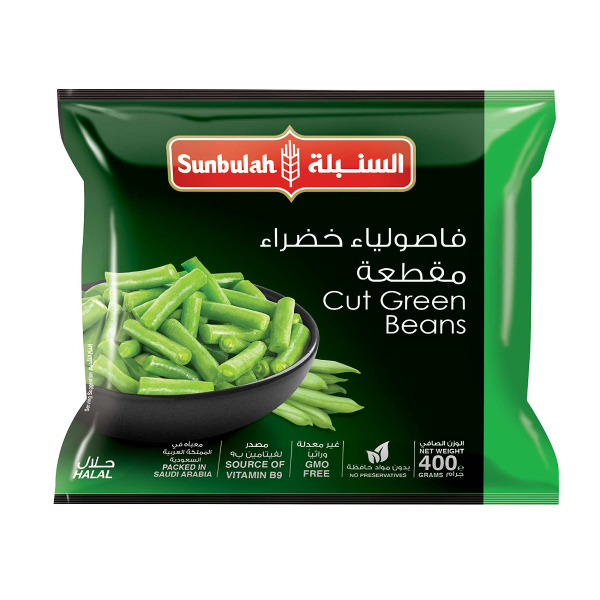 Sunbulah السنبلة
فاصولياء خضراء
مقطعة
Cut Green
Beans
Serving Suggestion
حلال
HALAL
معبأة في
المملكة العربية
السعودية
PACKED IN
SAUDI ARABIA
مصدر
لفيتامين ب٩
SOURCE OF
VITAMIN B9
غير معدلة
وراثياً
GMO
FREE
بدون مواد حافظة
NO PRESERVATIVES
الوزن الصافي
NET WEIGHT
400 e
GRAMS جرام